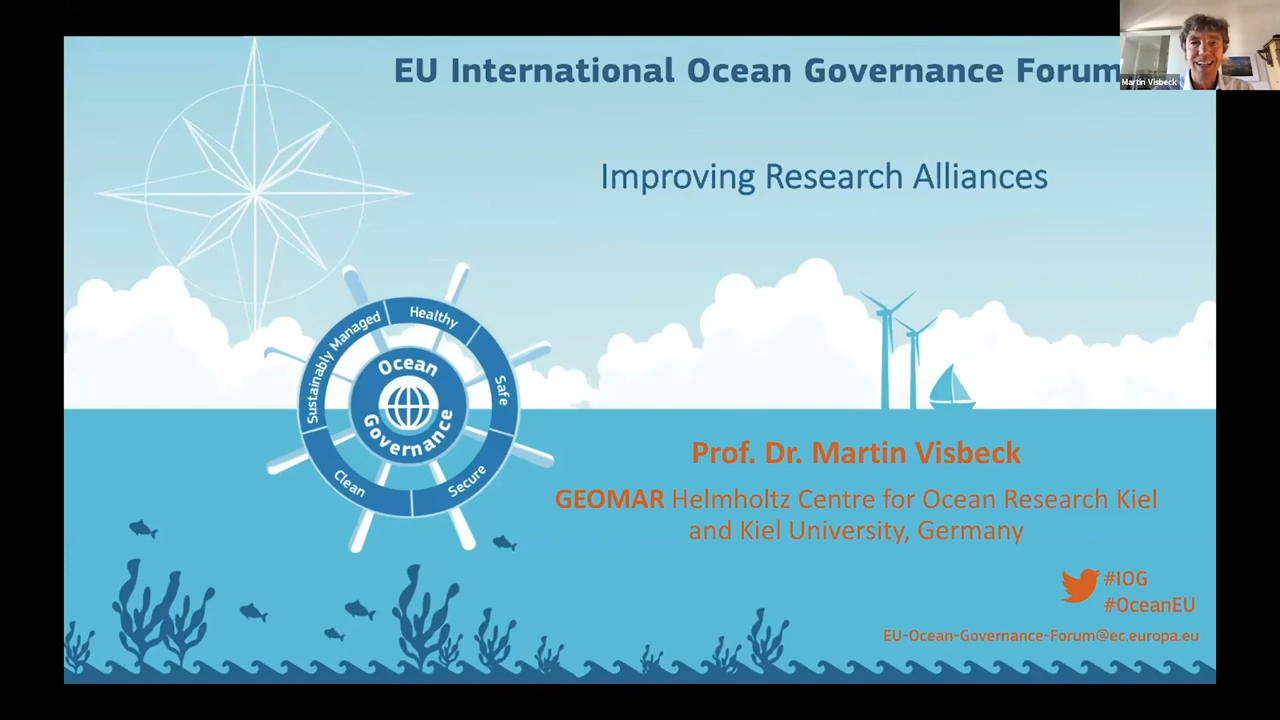 EU International Ocean Governance Forum
Martin Visbeck
Improving Research Alliances
Sustainably Managed
Healthy
Safe
Secure
Clean
Ocean
Governance
Prof. Dr. Martin Visbeck
GEOMAR Helmholtz Centre for Ocean Research Kiel
and Kiel University, Germany
#IOG
#OceanEU
EU-Ocean-Governance-Forum@ec.europa.eu